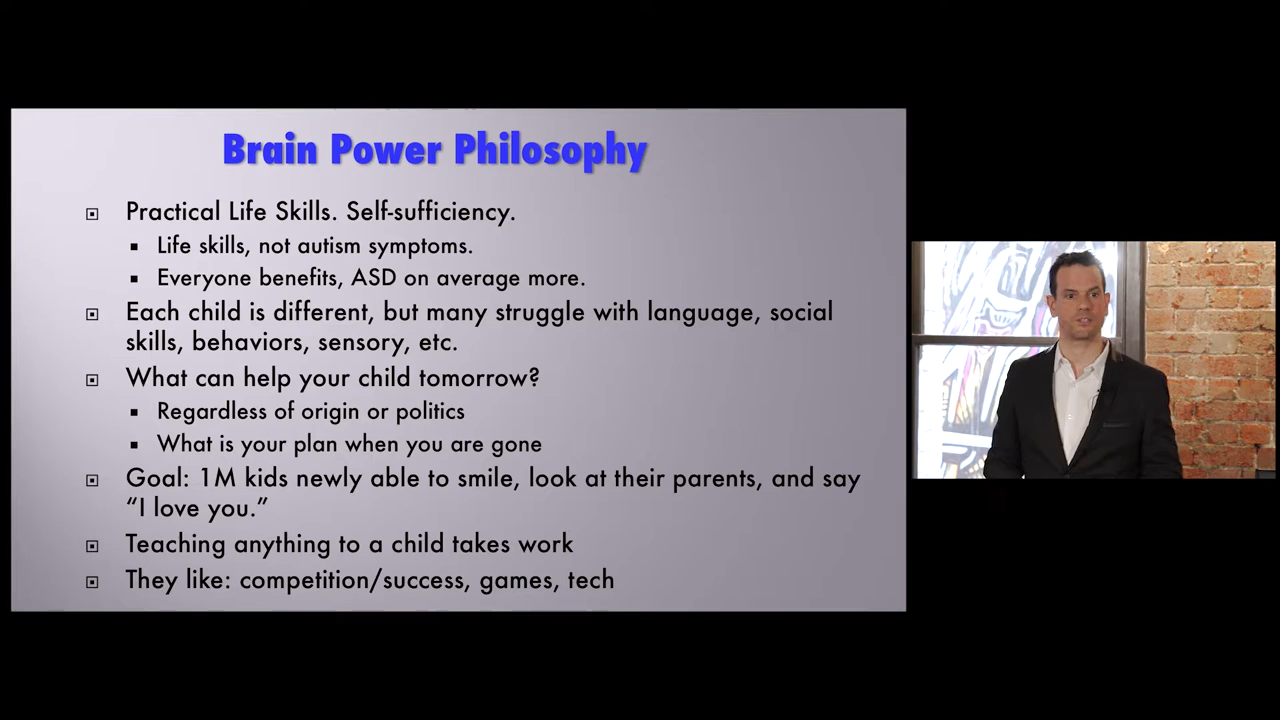 Brain Power Philosophy
Practical Life Skills. Self-sufficiency.
Life skills, not autism symptoms.
Everyone benefits, ASD on average more.
Each child is different, but many struggle with language, social
skills, behaviors, sensory, etc.
What can help your child tomorrow?
Regardless of origin or politics
What is your plan when you are gone
Goal: 1M kids newly able to smile, look at their parents, and say
“I love you.”
Teaching anything to a child takes work
They like: competition/success, games, tech